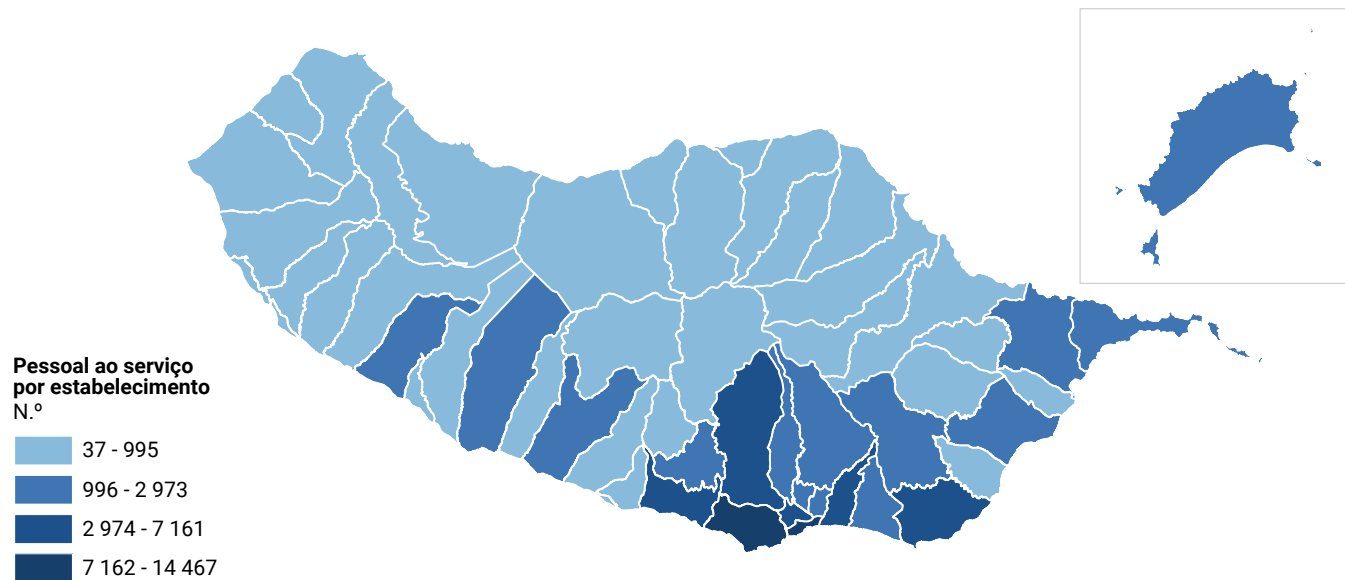 Pessoal ao serviço
por estabelecimento
N.º
37 - 995
996 - 2 973
2 974 - 7 161
7 162 - 14 467